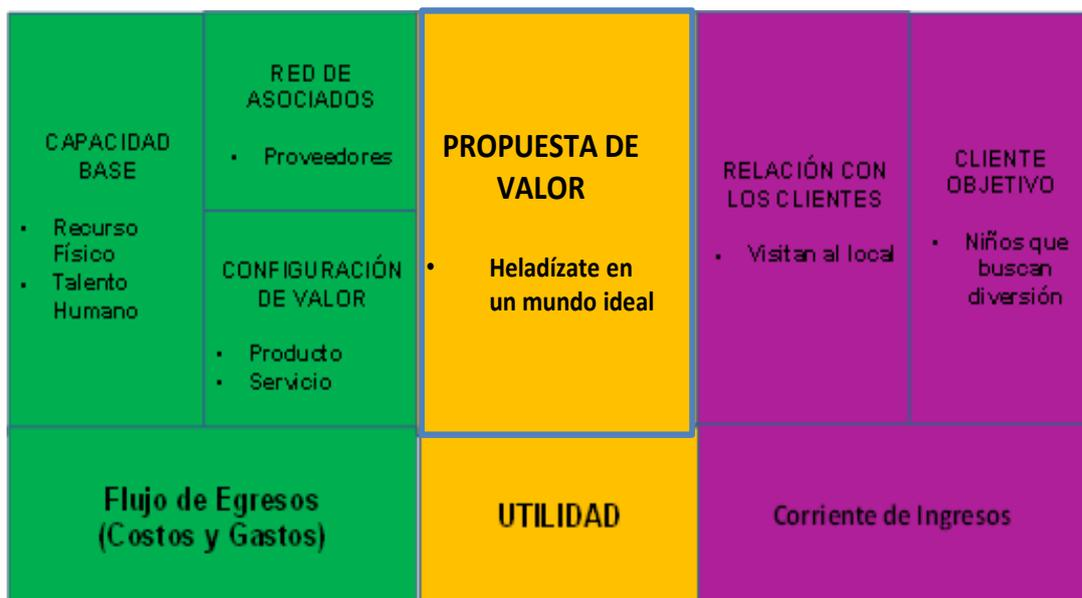 CAPACIDAD
BASE
• Recurso
Físico
• Talento
Humano
RED DE
ASOCIADOS
• Proveedores
CONFIGURACIÓN
DE VALOR
• Producto
• Servicio
PROPUESTA DE
VALOR
• Heladízate en
un mundo ideal
RELACIÓN CON
LOS CLIENTES
• Visitan al local
CLIENTE
OBJETIVO
• Niños que
buscan
diversión
Flujo de Egresos
(Costos y Gastos)
UTILIDAD
Corriente de Ingresos